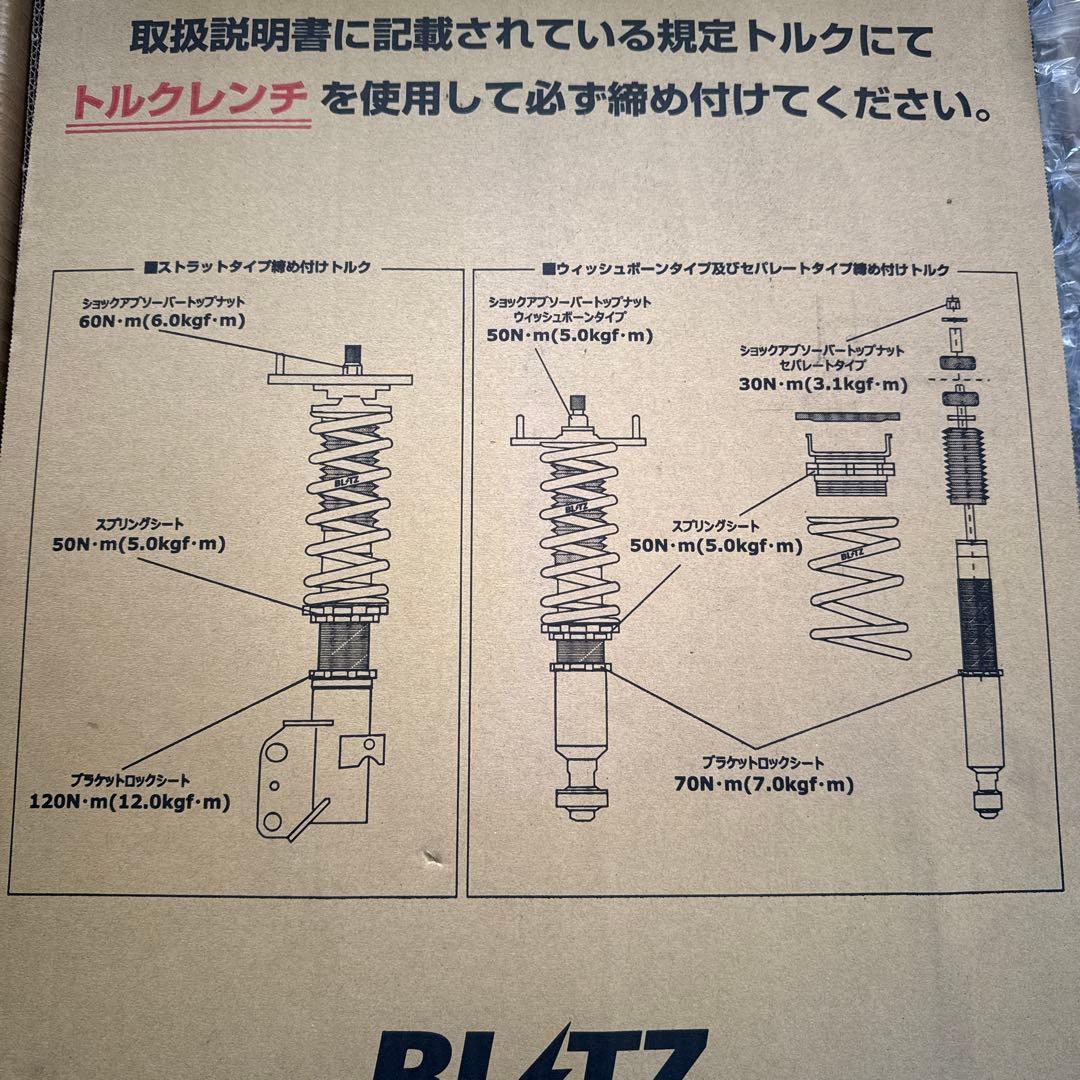 取扱説明書に記載されている規定トルクにて
トルクレンチ を使用して必ず締め付けてください。
■ストラットタイプ締め付けトルク
ショックアブソーバートップナット
60N・m(6.0kgf・m)
BLITZ
スプリングシート
50N・m(5.0kgf・m)
ブラケットロックシート
120N・m(12.0kgf・m)
■ウィッシュボーンタイプ及びセパレートタイプ締め付けトルク
ショックアブソーバートップナット
ウィッシュボーンタイプ
50N・m(5.0kgf・m)
ショックアブソーバートップナット
セパレートタイプ
30N・m(3.1kgf・m)
BLITZ
スプリングシート
50N・m(5.0kgf・m)
BLITZ
ブラケットロックシート
70N・m(7.0kgf・m)
BLITZ